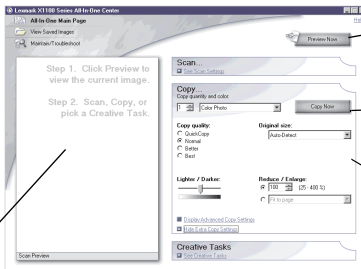 Lexmark X1100 Series All-In-One Center
All-In-One Main Page
View Saved Images
Maintain/Troubleshoot
Preview Now
Step 1. Click Preview to
view the current image.
Step 2. Scan, Copy, or
pick a Creative Task.
Scan Preview
Scan...
See Scan Settings
Copy...
Copy quantity and color.
1 Color Photo
Copy Now
Copy quality:
QuickCopy
Normal
Better
Best
Original size:
Auto-Detect
Lighter / Darker:
Reduce / Enlarge:
100 (25 - 400 %)
Fit to page
Display Advanced Copy Settings
Hide Extra Copy Settings
Creative Tasks
See Creative Tasks